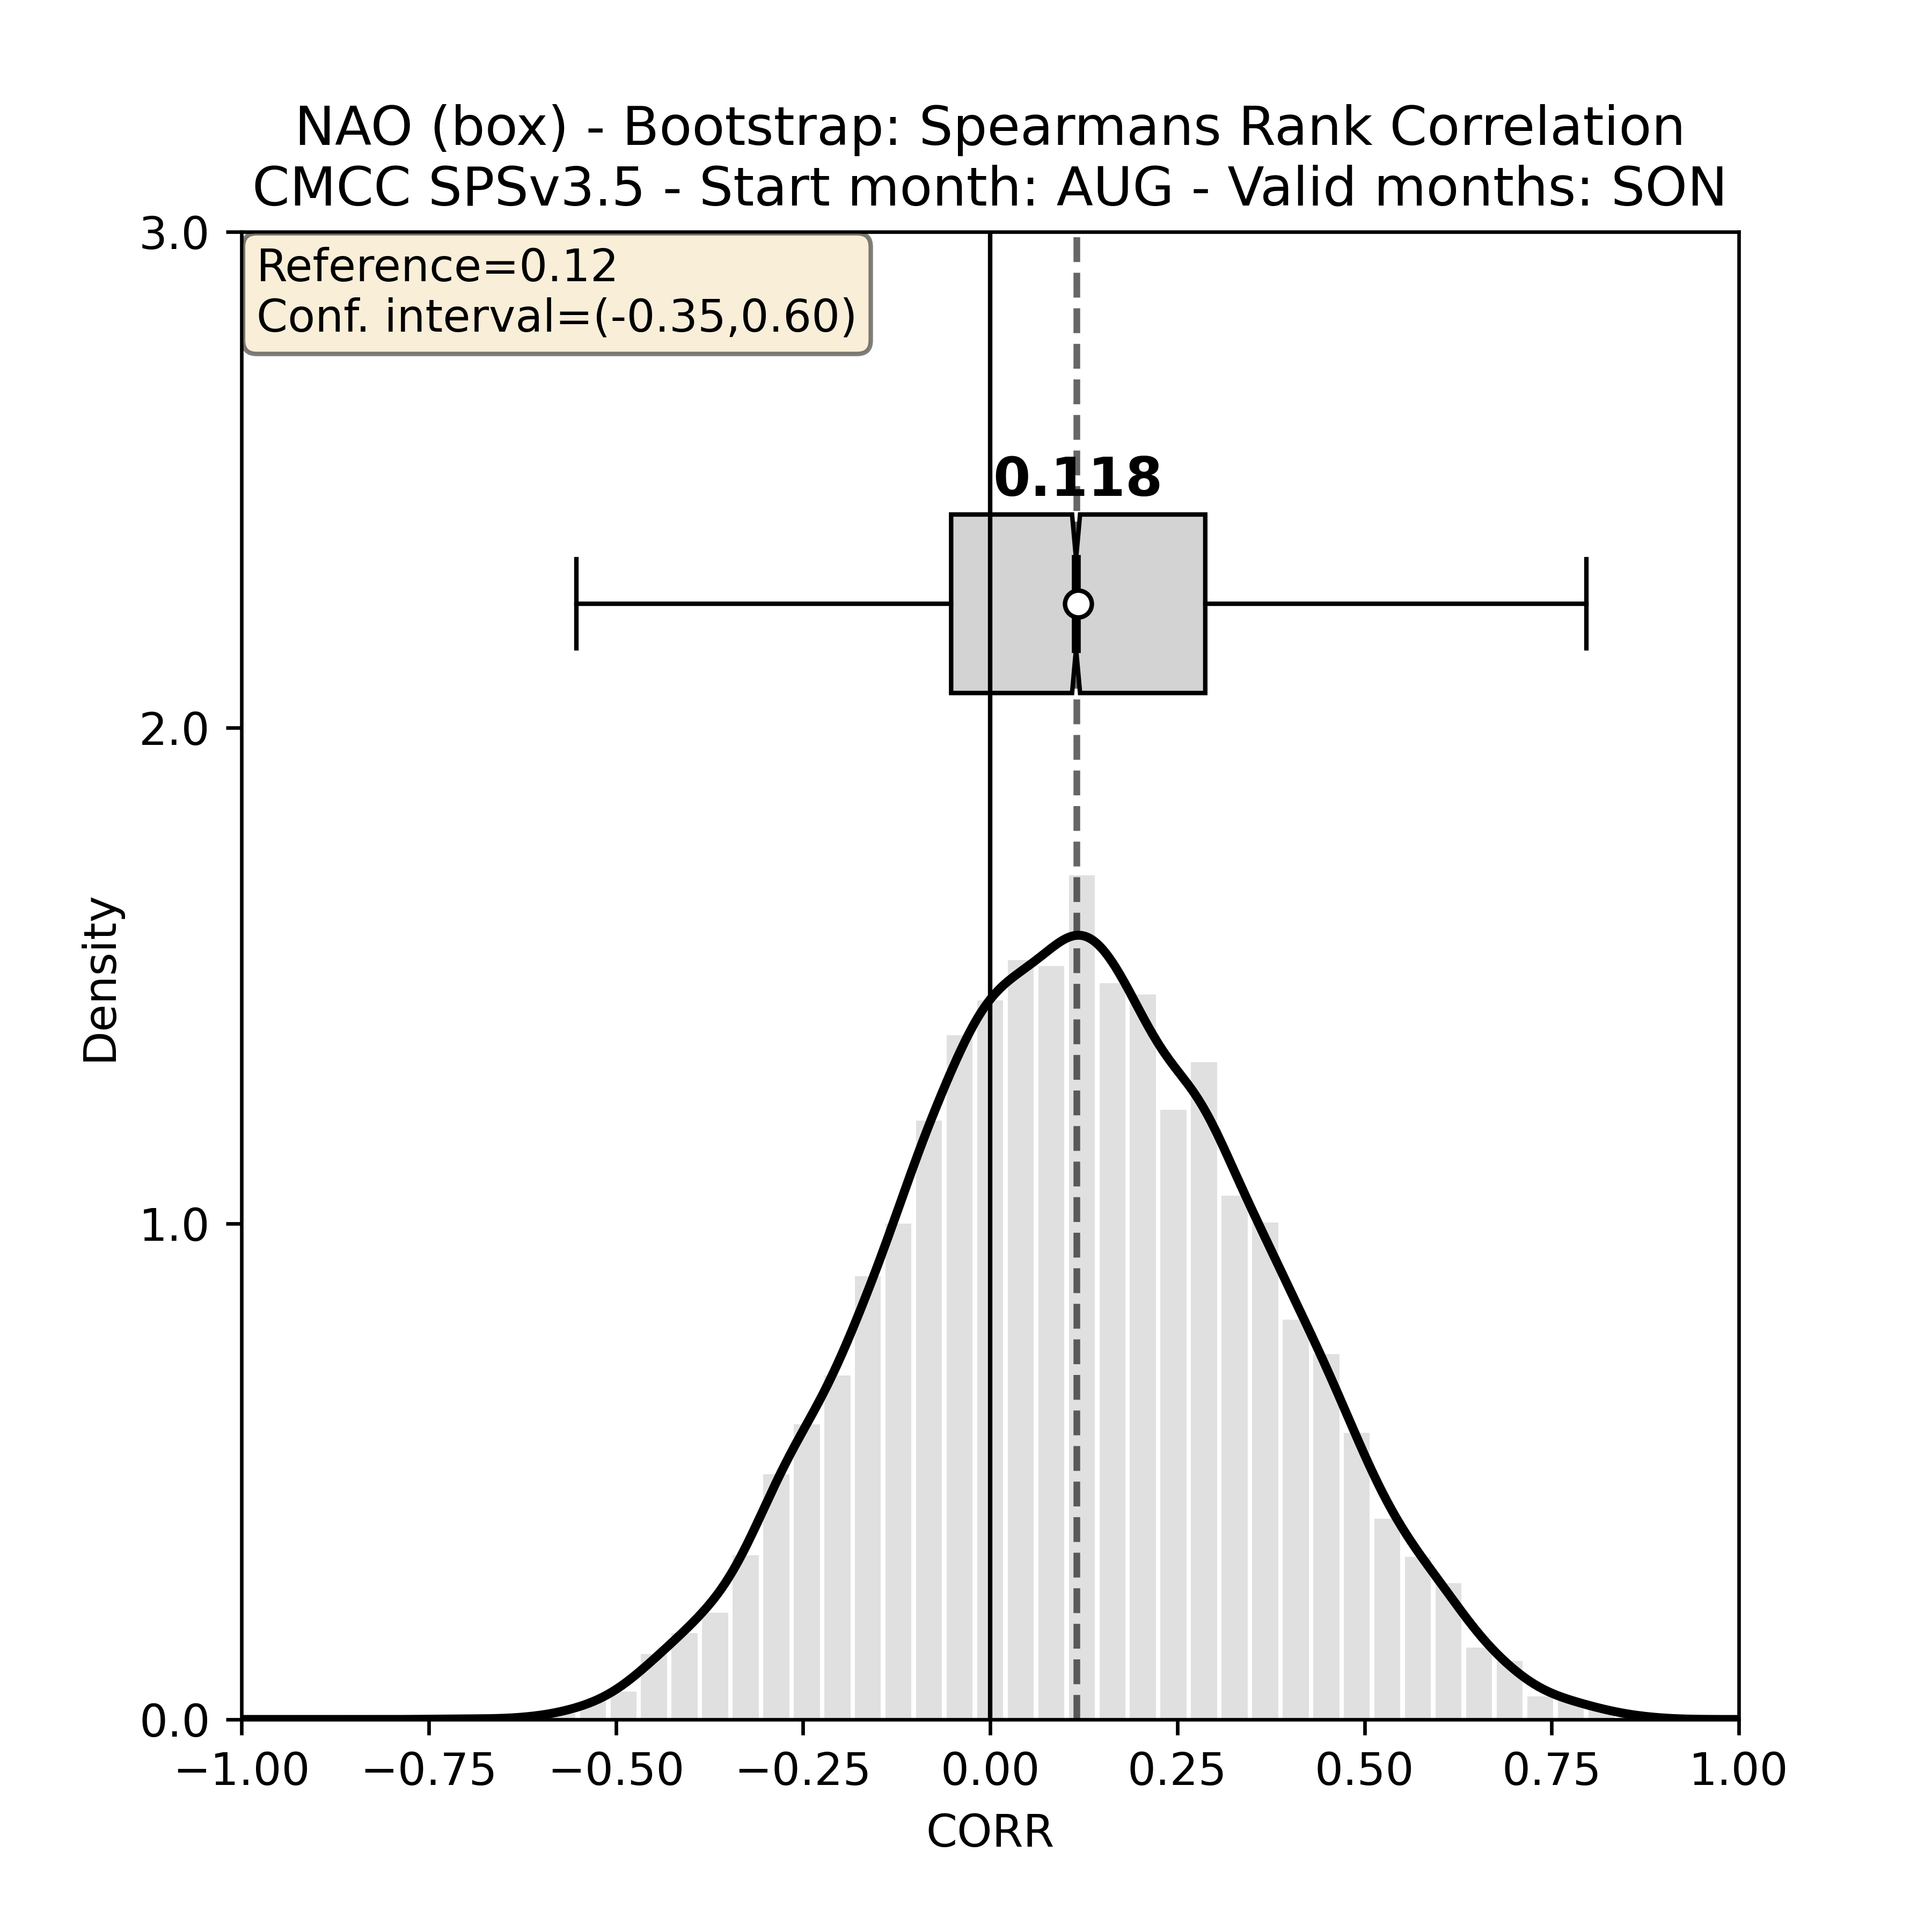 NAO (box) - Bootstrap: Spearmans Rank Correlation
CMCC SPSv3.5 - Start month: AUG - Valid months: SON
3.0
Reference=0.12
Conf. interval=(-0.35,0.60)
0.118
2.0
Density
1.0
0.0
−1.00 −0.75 −0.50 −0.25 0.00 0.25 0.50 0.75 1.00
CORR